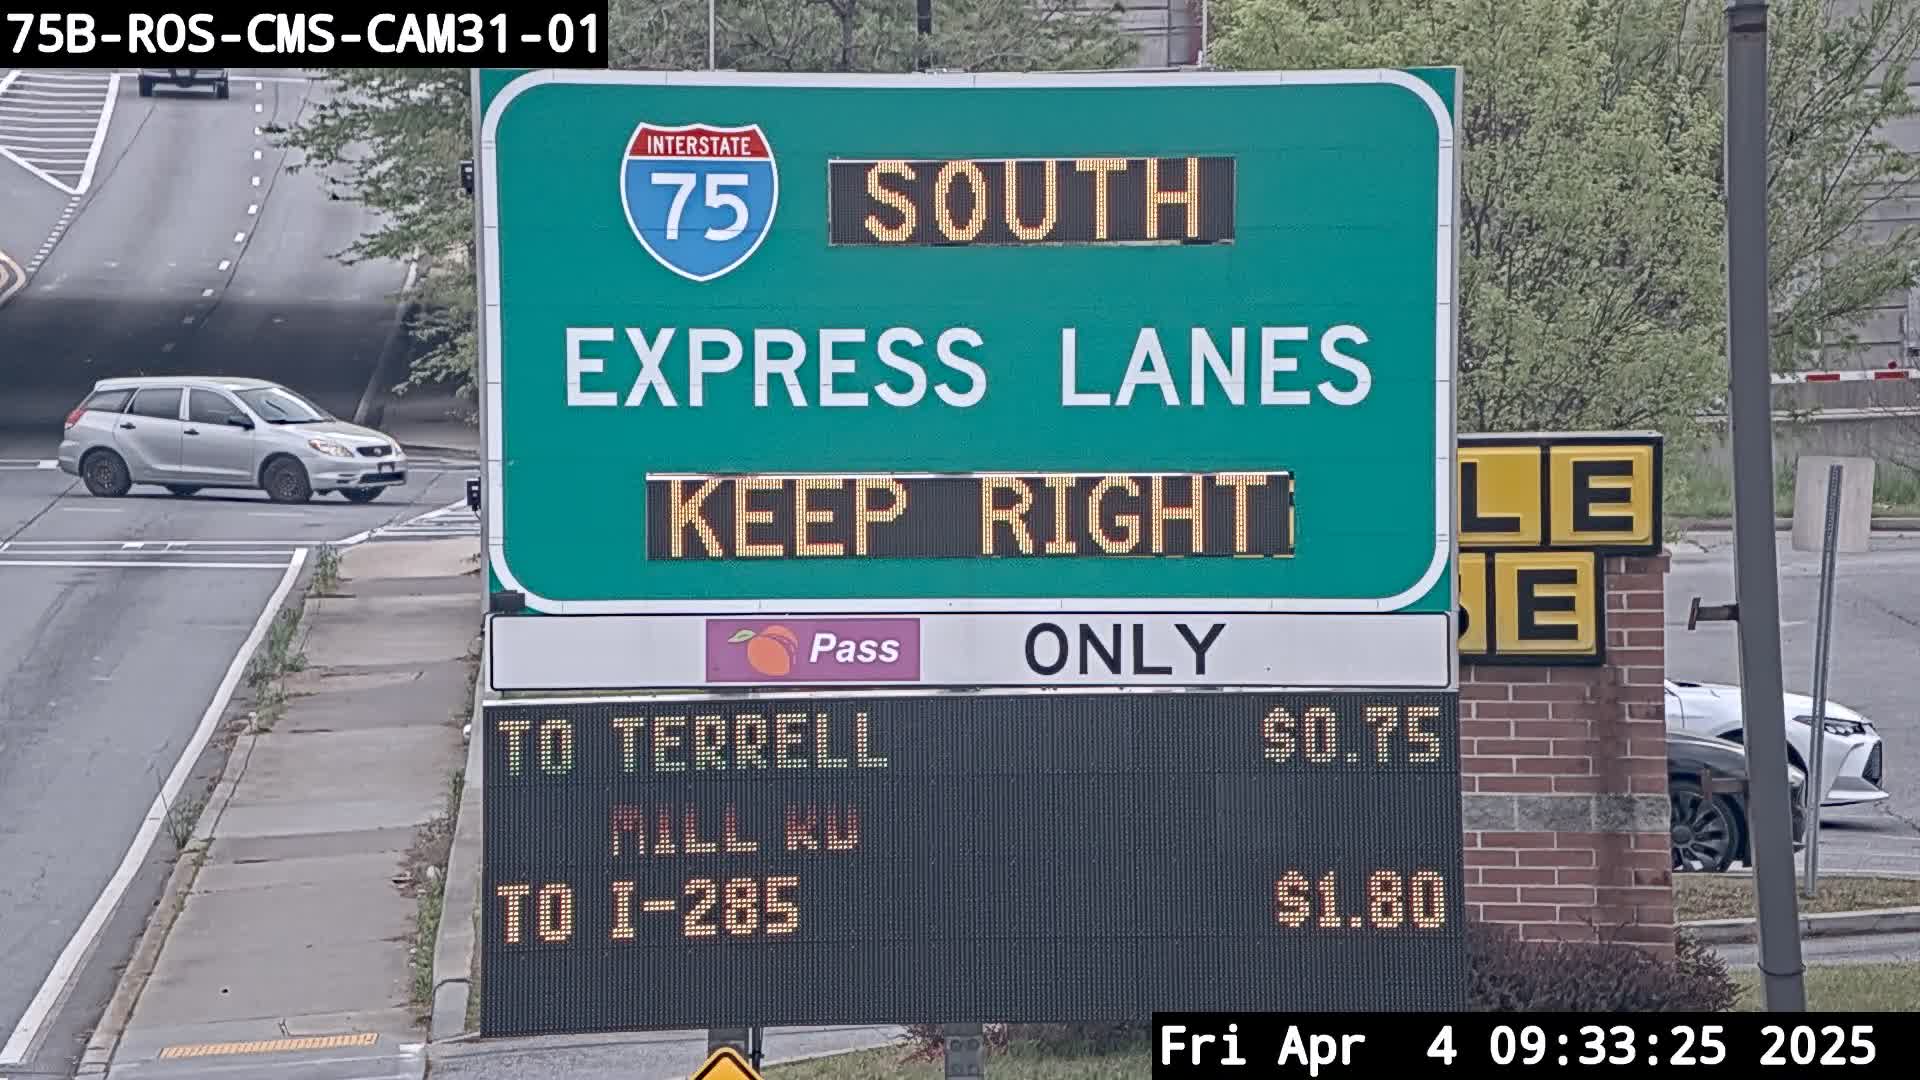 75B-ROS-CMS-CAM31-01
INTERSTATE
75
SOUTH
EXPRESS LANES
KEEP RIGHT
Pass ONLY
TO TERRELL $0.75
MILL RD
TO I-285 $1.80
LE
E
Fri Apr 4 09:33:25 2025